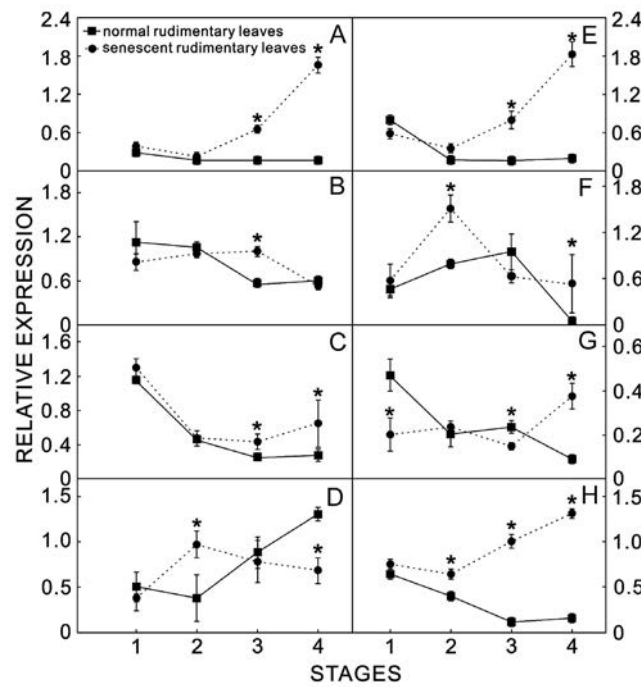 2.4 normal rudimentary leaves A E 2.4
senescent rudimentary leaves
1.8 * * 1.8
1.2 * * 1.2
0.6 0.6
0 0
1.8 B * F * 1.8
1.2 * 1.2
0.6 0.6
0 0
C G 0.6
1.2 * 0.4
0.8 * * *
0.4 * 0.2
0 0
1.5 D H * 1.5
1.0 * * 1.0
* *
0.5 0.5
0 0
1 2 3 4 1 2 3 4
STAGES
RELATIVE EXPRESSION